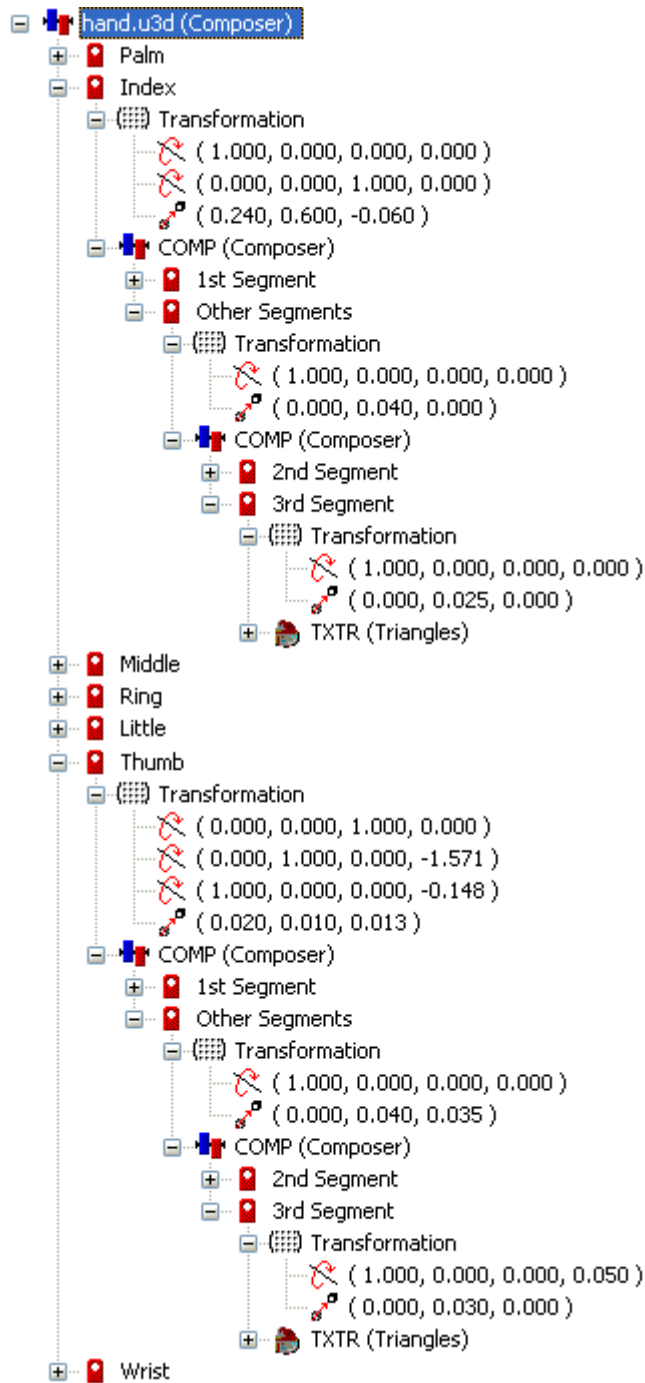 hand.u3d (Composer)
Palm
Index
Transformation
( 1.000, 0.000, 0.000, 0.000 )
( 0.000, 0.000, 1.000, 0.000 )
( 0.240, 0.600, -0.060 )
COMP (Composer)
1st Segment
Other Segments
Transformation
( 1.000, 0.000, 0.000, 0.000 )
( 0.000, 0.040, 0.000 )
COMP (Composer)
2nd Segment
3rd Segment
Transformation
( 1.000, 0.000, 0.000, 0.000 )
( 0.000, 0.025, 0.000 )
TXTR (Triangles)
Middle
Ring
Little
Thumb
Transformation
( 0.000, 0.000, 1.000, 0.000 )
( 0.000, 1.000, 0.000, -1.571 )
( 1.000, 0.000, 0.000, -0.148 )
( 0.020, 0.010, 0.013 )
COMP (Composer)
1st Segment
Other Segments
Transformation
( 1.000, 0.000, 0.000, 0.000 )
( 0.000, 0.040, 0.035 )
COMP (Composer)
2nd Segment
3rd Segment
Transformation
( 1.000, 0.000, 0.000, 0.050 )
( 0.000, 0.030, 0.000 )
TXTR (Triangles)
Wrist